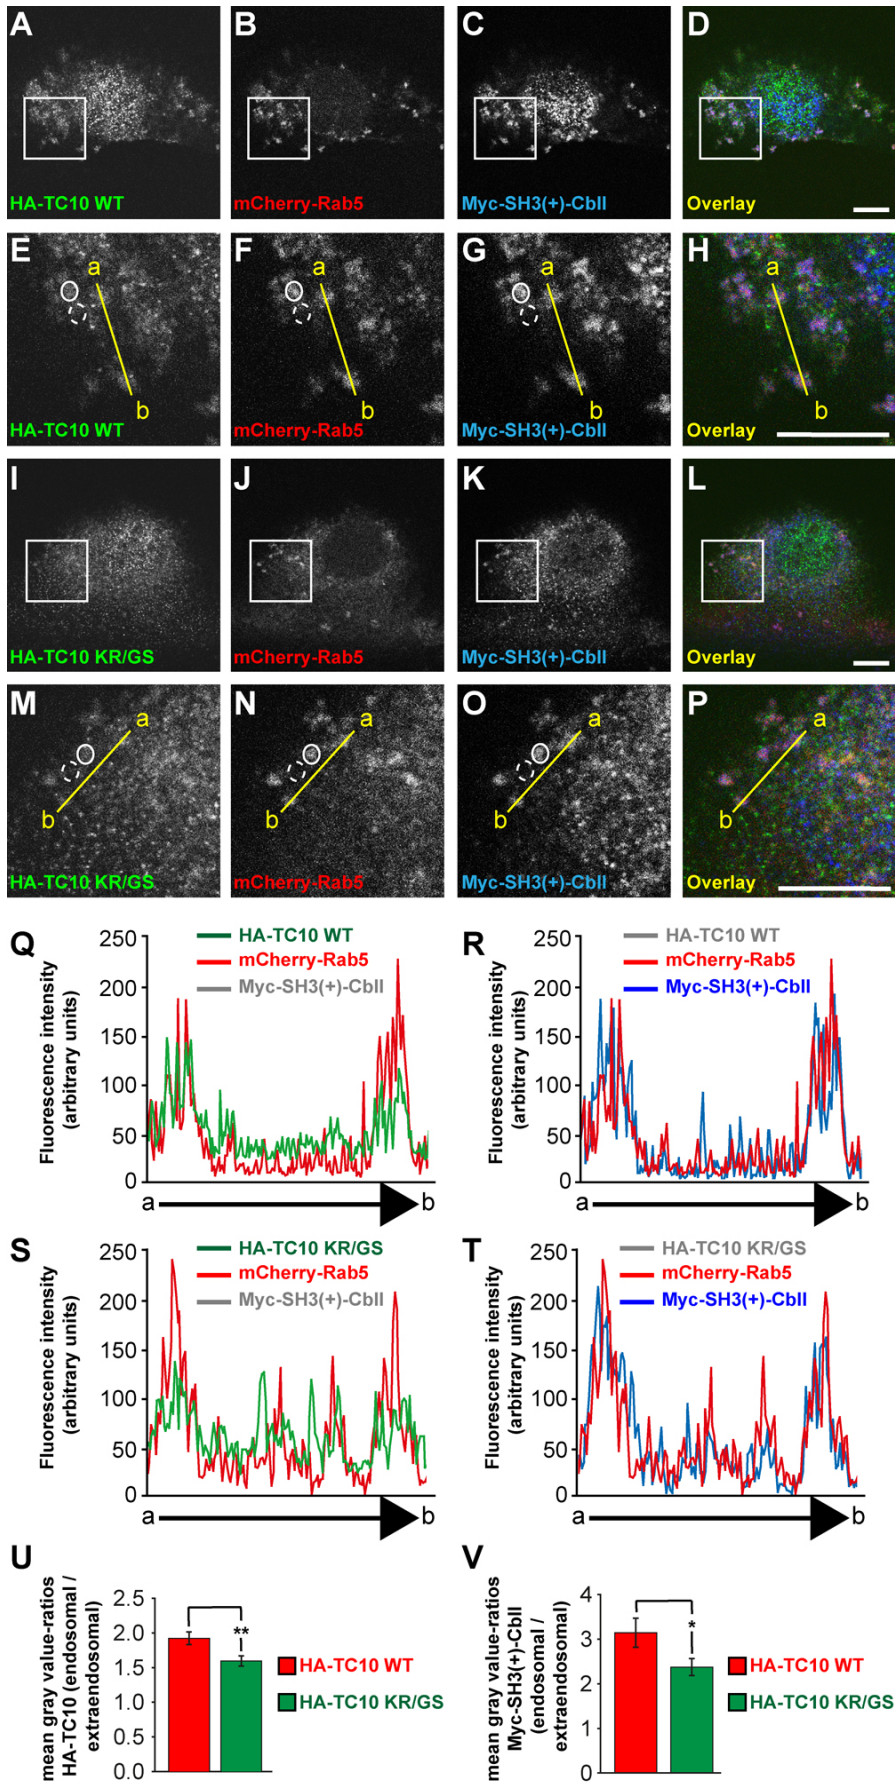 A B C D
HA-TC10 WT mCherry-Rab5 Myc-SH3(+)-CbII Overlay
E F G H
a a a a
b b b b
HA-TC10 WT mCherry-Rab5 Myc-SH3(+)-CbII Overlay
I J K L
HA-TC10 KR/GS mCherry-Rab5 Myc-SH3(+)-CbII Overlay
M N O P
a a a a
b b b b
HA-TC10 KR/GS mCherry-Rab5 Myc-SH3(+)-CbII Overlay
Q
Fluorescence intensity
(arbitrary units)
250
200
150
100
50
0
HA-TC10 WT
mCherry-Rab5
Myc-SH3(+)-CbII
a b
R
Fluorescence intensity
(arbitrary units)
250
200
100
50
0
HA-TC10 WT
mCherry-Rab5
Myc-SH3(+)-CbII
a b
S
Fluorescence intensity
(arbitrary units)
250
200
150
100
50
0
HA-TC10 KR/GS
mCherry-Rab5
Myc-SH3(+)-CbII
a b
T
Fluorescence intensity
(arbitrary units)
250
200
150
100
50
0
HA-TC10 KR/GS
mCherry-Rab5
Myc-SH3(+)-CbII
a b
U
mean gray value-ratios
HA-TC10 (endosomal /
extraendosomal)
2.5
2.0
1.5
1.0
0.5
0.0
**
HA-TC10 WT
HA-TC10 KR/GS
V
mean gray value-ratios
Myc-SH3(+)-CbII
(endosomal /
extraendosomal)
4
3
2
1
0
*
HA-TC10 WT
HA-TC10 KR/GS